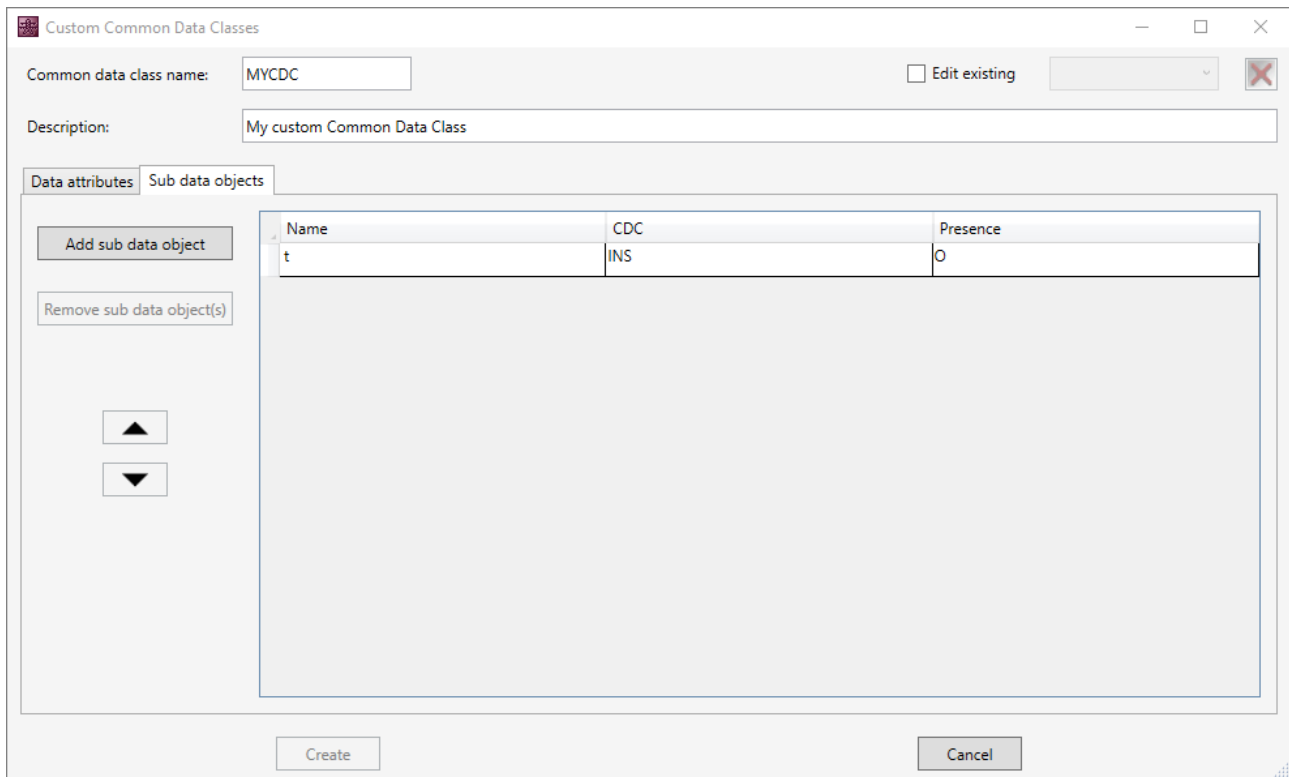 Custom Common Data Classes
Common data class name: MYCDC Edit existing
Description: My custom Common Data Class
Data attributes Sub data objects
Add sub data object
Remove sub data object(s)
Name CDC Presence
t INS O
Create Cancel